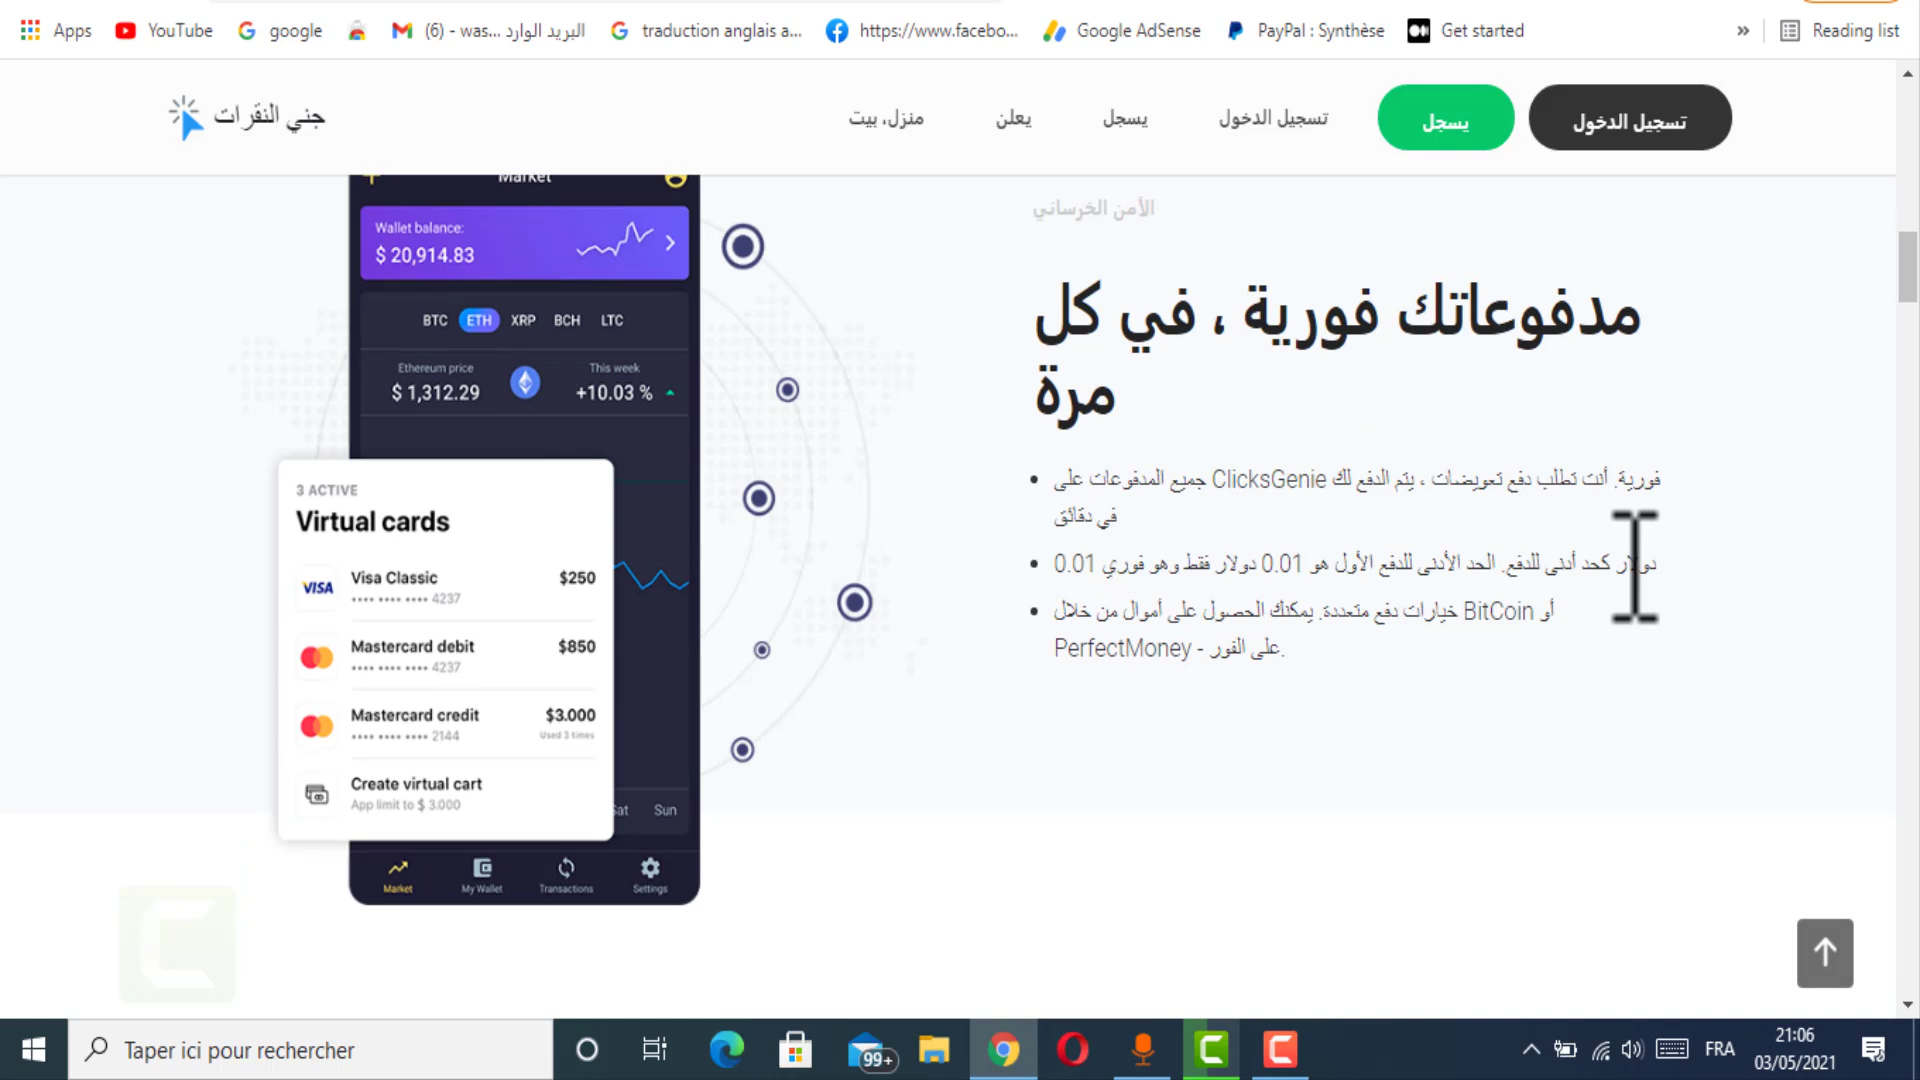 Apps
YouTube
google
(6) - was... البريد الوارد
traduction anglais a...
https://www.facebo...
Google AdSense
PayPal : Synthèse
Get started
»
Reading list
جني النقرات
منزل، بيت
يعلن
يسجل
تسجيل الدخول
يسجل
تسجيل الدخول
Market
Wallet balance:
$ 20,914.83
BTC ETH XRP BCH LTC
Ethereum price
$ 1,312.29
This week
+10.03 %
3 ACTIVE
Virtual cards
Visa Classic $250
•••• •••• •••• 4237
Mastercard debit $850
•••• •••• •••• 4237
Mastercard credit $3.000
•••• •••• •••• 2144 Used 3 times
Create virtual cart
App limit to $ 3.000
Sat Sun
Market My Wallet Transactions Settings
الأمن الخرساني
مدفوعاتك فورية ، في كل
مرة
جميع المدفوعات على ClicksGenie فورية. أنت تطلب دفع تعويضات ، يتم الدفع لك
في دقائق
0.01 دولار كحد أدنى للدفع. الحد الأدنى للدفع الأول هو 0.01 دولار فقط وهو فوري
خيارات دفع متعددة. يمكنك الحصول على أموال من خلال BitCoin أو
PerfectMoney - على الفور.
VISA
Taper ici pour rechercher
99+
FRA
21:06
03/05/2021